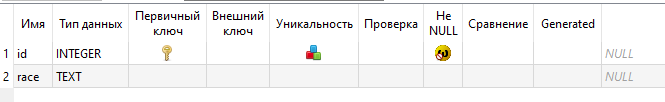 Имя Тип данных Первичный ключ Внешний ключ Уникальность Проверка Не NULL Сравнение Generated
1 id INTEGER NULL
2 race TEXT NULL